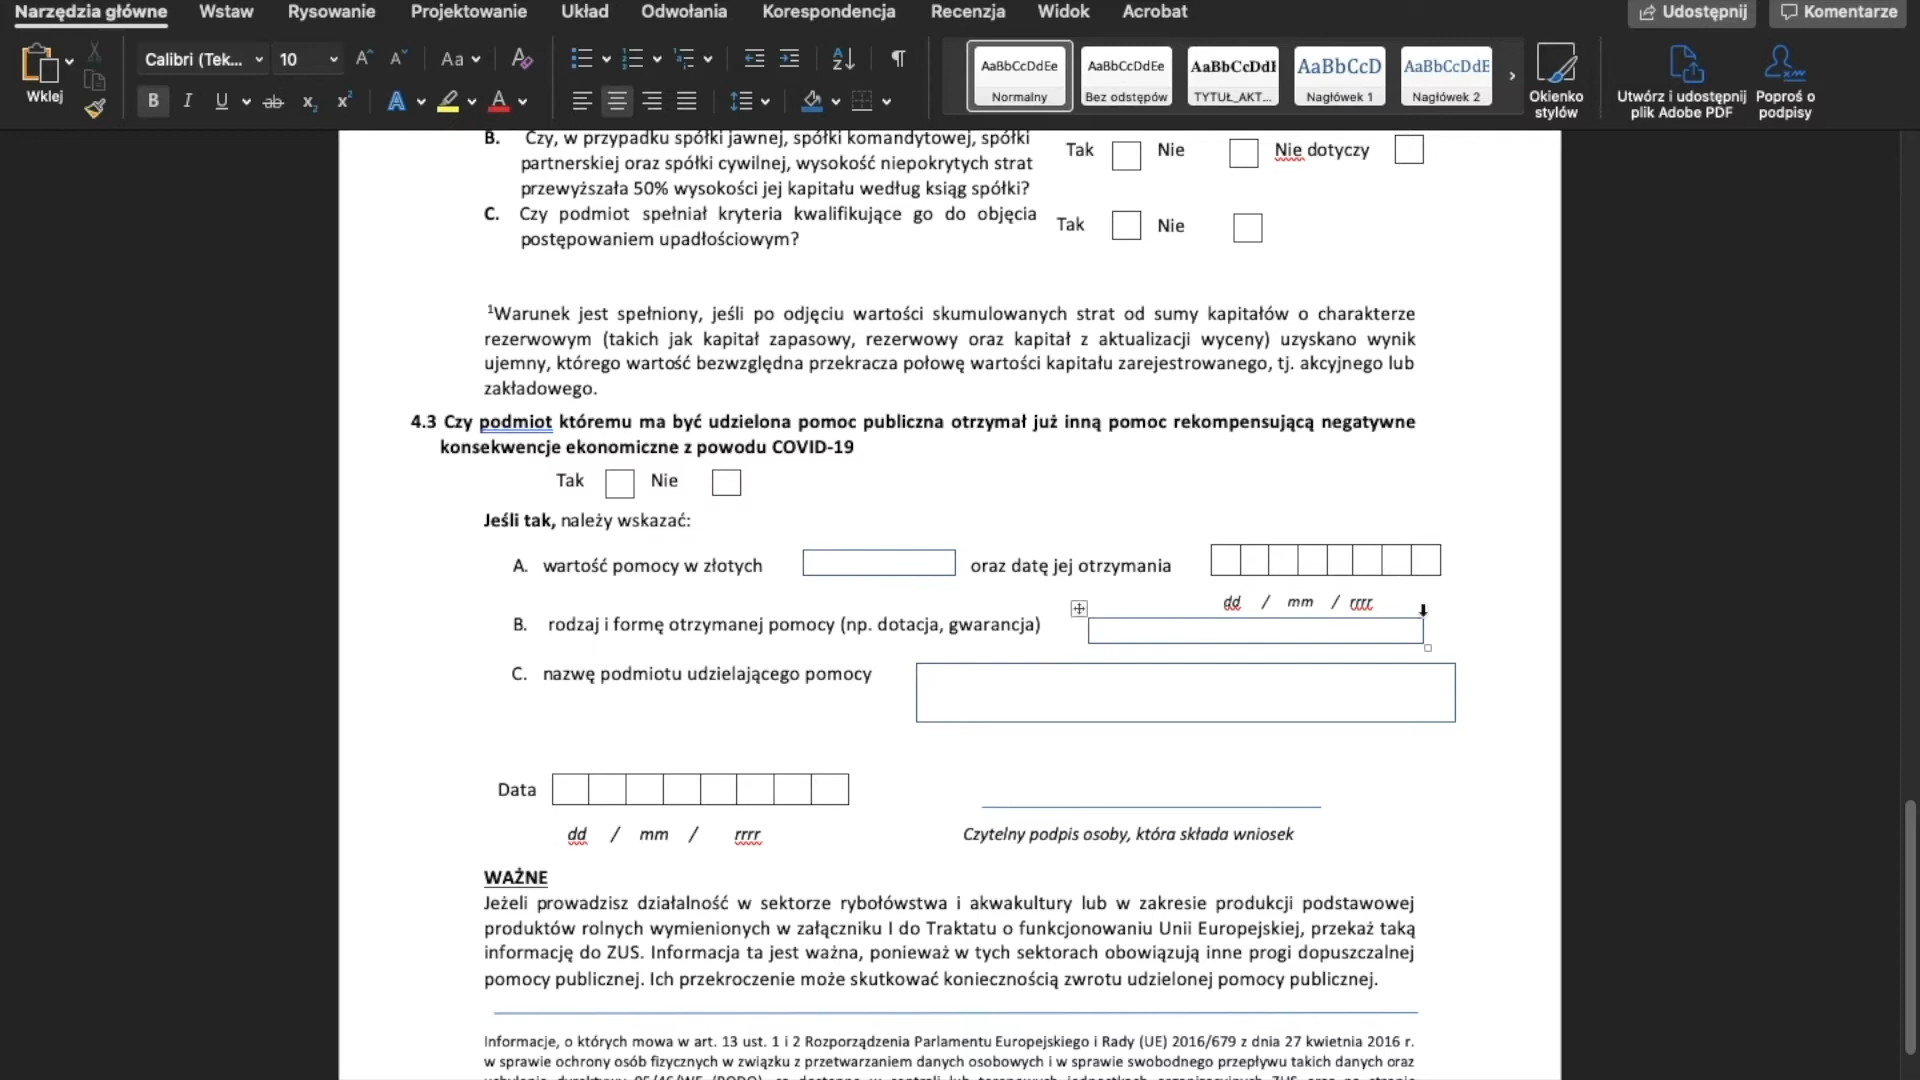 Narzędzia główne Wstaw Rysowanie Projektowanie Układ Odwołania Korespondencja Recenzja Widok Acrobat Udostępnij Komentarze
Wklej
Calibri (Tek... 10
AaBbCcDdEe AaBbCcDdEe AaBbCcDdI AaBbCcD AaBbCcDdE
Normalny Bez odstępów TYTUŁ_AKT... Nagłówek 1 Nagłówek 2
Okienko stylów
Utwórz i udostępnij plik Adobe PDF
Poproś o podpisy
B. Czy, w przypadku spółki jawnej, spółki komandytowej, spółki
partnerskiej oraz spółki cywilnej, wysokość niepokrytych strat
przewyższała 50% wysokości jej kapitału według ksiąg spółki?
Tak Nie Nie dotyczy
C. Czy podmiot spełniał kryteria kwalifikujące go do objęcia
postępowaniem upadłościowym?
Tak Nie
¹Warunek jest spełniony, jeśli po odjęciu wartości skumulowanych strat od sumy kapitałów o charakterze
rezerwowym (takich jak kapitał zapasowy, rezerwowy oraz kapitał z aktualizacji wyceny) uzyskano wynik
ujemny, którego wartość bezwzględna przekracza połowę wartości kapitału zarejestrowanego, tj. akcyjnego lub
zakładowego.
4.3 Czy podmiot któremu ma być udzielona pomoc publiczna otrzymał już inną pomoc rekompensującą negatywne
konsekwencje ekonomiczne z powodu COVID-19
Tak Nie
Jeśli tak, należy wskazać:
A. wartość pomocy w złotych oraz datę jej otrzymania
dd / mm / rrrr
B. rodzaj i formę otrzymanej pomocy (np. dotacja, gwarancja)
C. nazwę podmiotu udzielającego pomocy
Data
dd / mm / rrrr
Czytelny podpis osoby, która składa wniosek
WAŻNE
Jeżeli prowadzisz działalność w sektorze rybołówstwa i akwakultury lub w zakresie produkcji podstawowej
produktów rolnych wymienionych w załączniku I do Traktatu o funkcjonowaniu Unii Europejskiej, przekaż taką
informację do ZUS. Informacja ta jest ważna, ponieważ w tych sektorach obowiązują inne progi dopuszczalnej
pomocy publicznej. Ich przekroczenie może skutkować koniecznością zwrotu udzielonej pomocy publicznej.
Informacje, o których mowa w art. 13 ust. 1 i 2 Rozporządzenia Parlamentu Europejskiego i Rady (UE) 2016/679 z dnia 27 kwietnia 2016 r.
w sprawie ochrony osób fizycznych w związku z przetwarzaniem danych osobowych i w sprawie swobodnego przepływu takich danych oraz